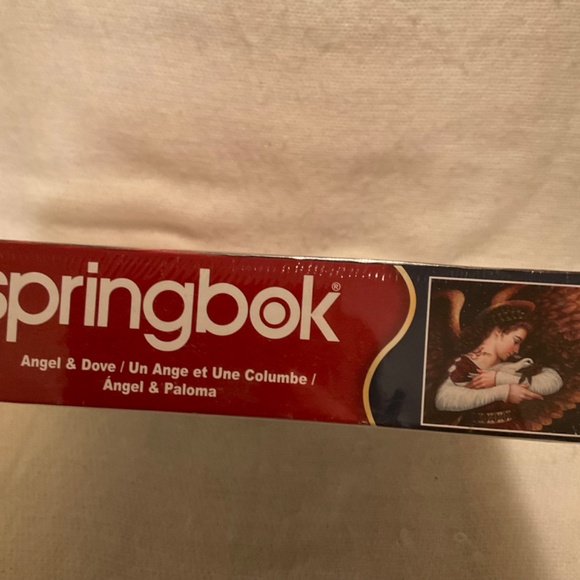 springbok®
Angel & Dove / Un Ange et Une Columbe /
Ángel & Paloma